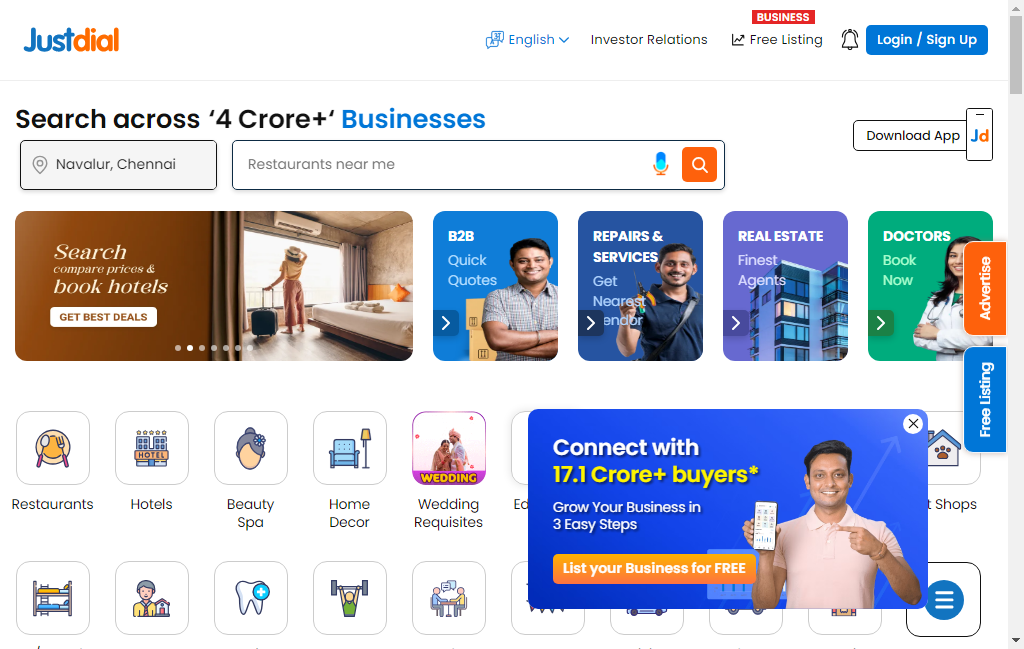 Justdial
English
Investor Relations
BUSINESS
Free Listing
Login / Sign Up
Search across ‘4 Crore+‘ Businesses
Download App
Jd
Navalur, Chennai
Restaurants near me
Search
compare prices &
book hotels
GET BEST DEALS
B2B
Quick
Quotes
REPAIRS &
SERVICES
Get
Nearest
Vendor
REAL ESTATE
Finest
Agents
DOCTORS
Book
Now
Advertise
Free Listing
HOTEL
WEDDING
Restaurants
Hotels
Beauty
Spa
Home
Decor
Wedding
Requisites
Shops
Connect with
17.1 Crore+ buyers*
Grow Your Business in
3 Easy Steps
List your Business for FREE